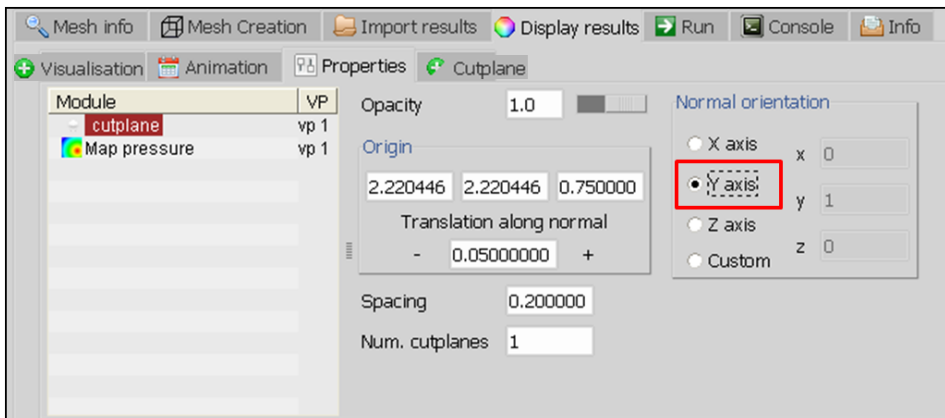 Mesh info Mesh Creation Import results Display results Run Console Info
Visualisation Animation Properties Cutplane
Module VP
cutplane vp 1
Map pressure vp 1
Opacity 1.0
Origin
2.220446 2.220446 0.750000
Translation along normal
- 0.05000000 +
Spacing 0.200000
Num. cutplanes 1
Normal orientation
X axis
Y axis
Z axis
Custom
x 0
y 1
z 0